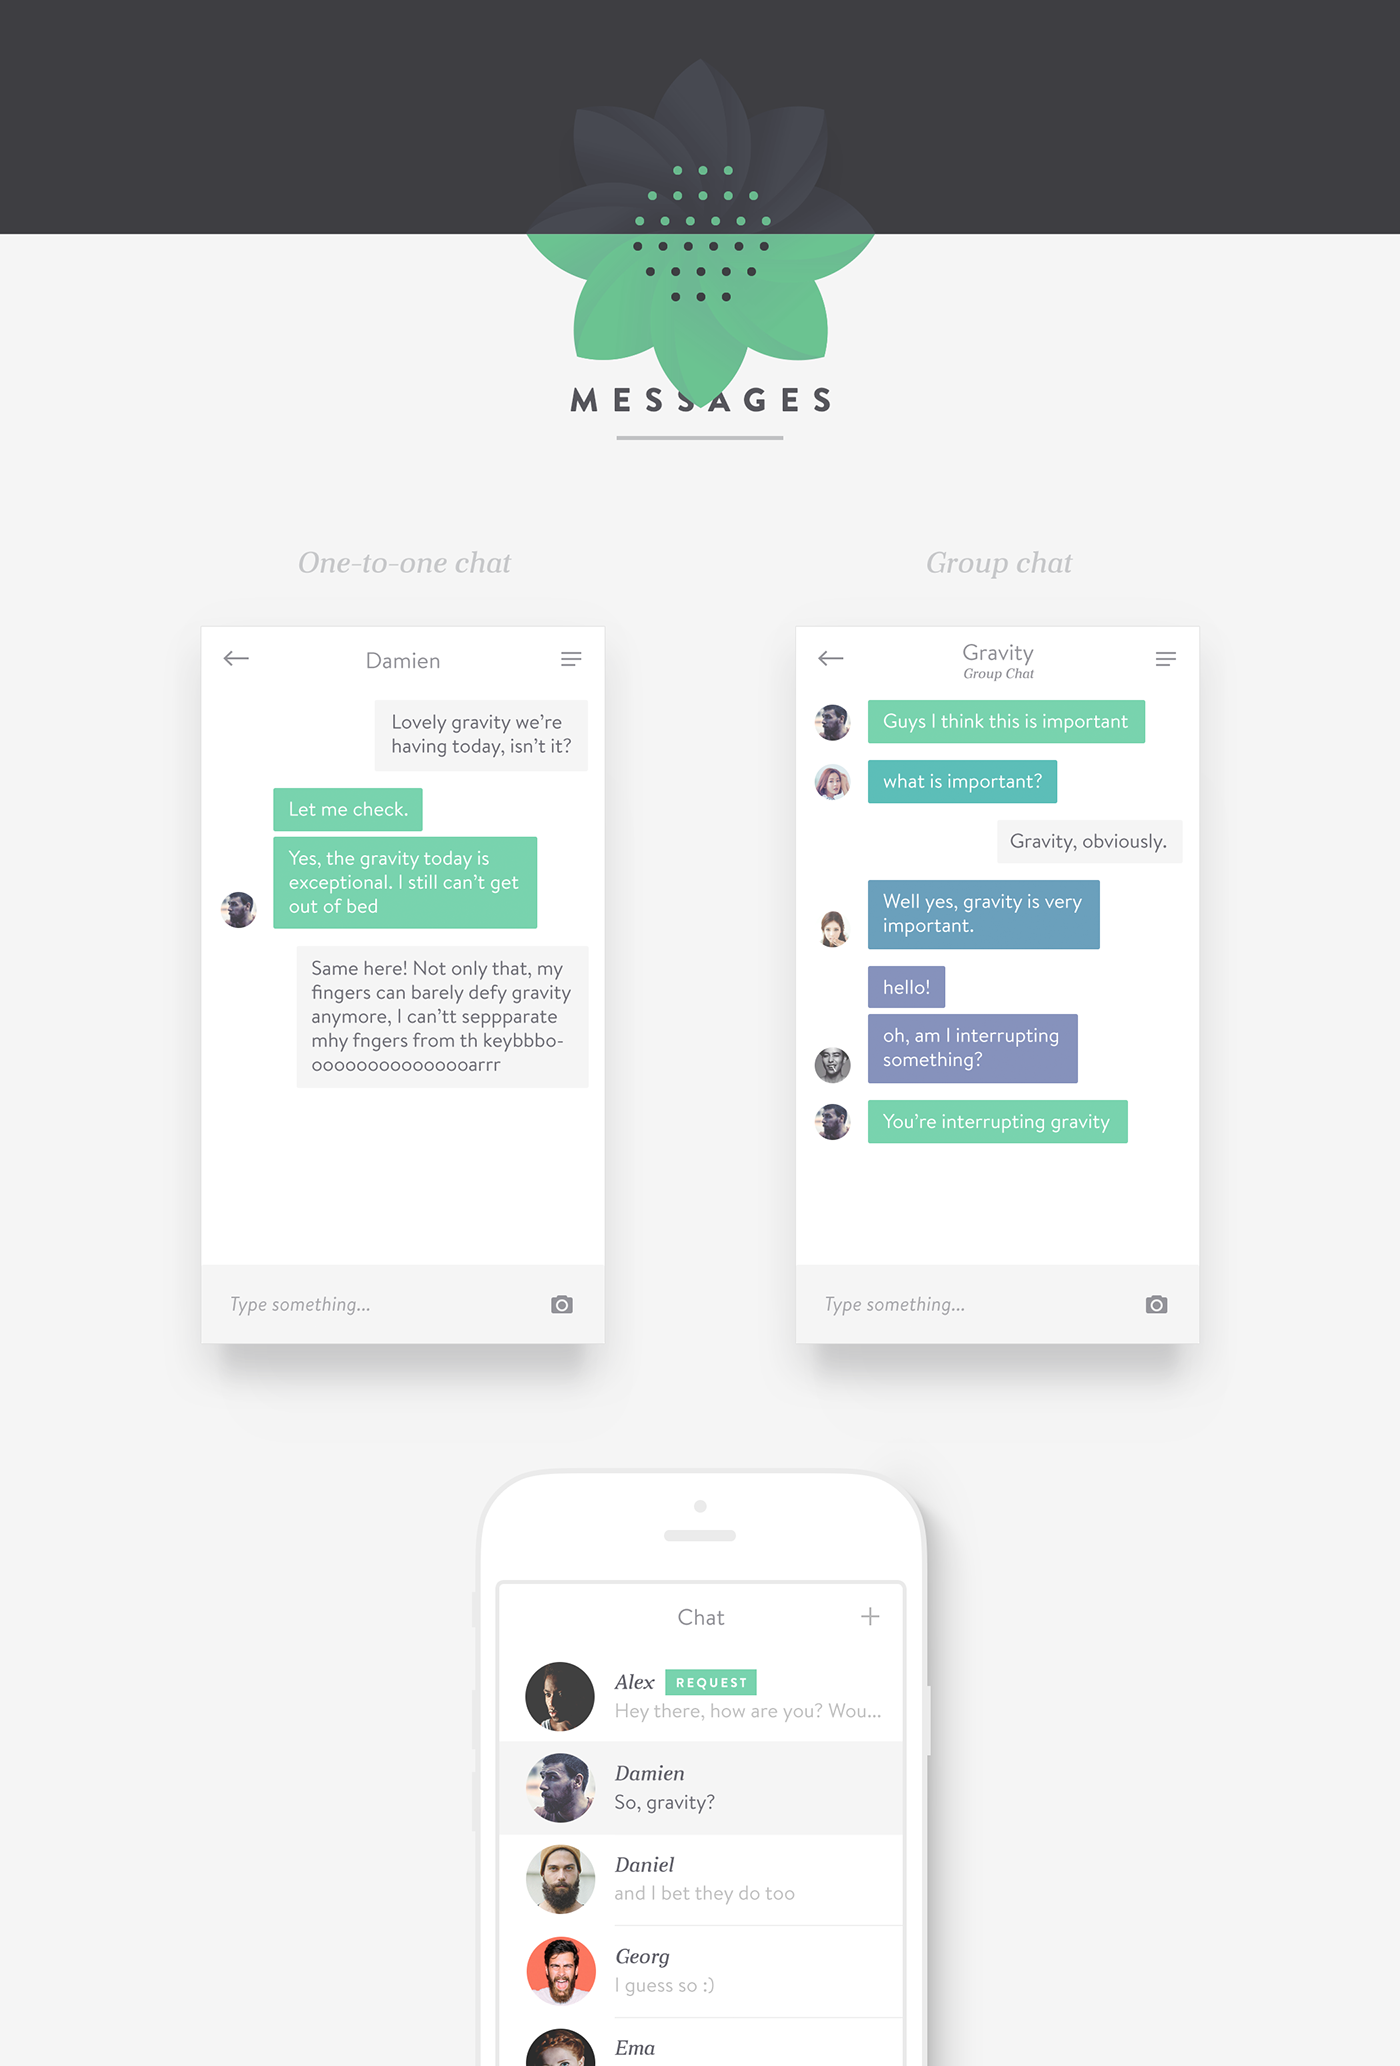 MESSAGES
One-to-one chat
Damien
Lovely gravity we're
having today, isn't it?
Let me check.
Yes, the gravity today is
exceptional. I still can't get
out of bed
Same here! Not only that, my
fingers can barely defy gravity
anymore, I can'tt seppparate
mhy fngers from th keybbbo-
ooooooooooooooarrr
Type something...
Group chat
Gravity
Group Chat
Guys I think this is important
what is important?
Gravity, obviously.
Well yes, gravity is very
important.
hello!
oh, am I interrupting
something?
You're interrupting gravity
Type something...
Chat
Alex REQUEST
Hey there, how are you? Wou...
Damien
So, gravity?
Daniel
and I bet they do too
Georg
I guess so :)
Ema